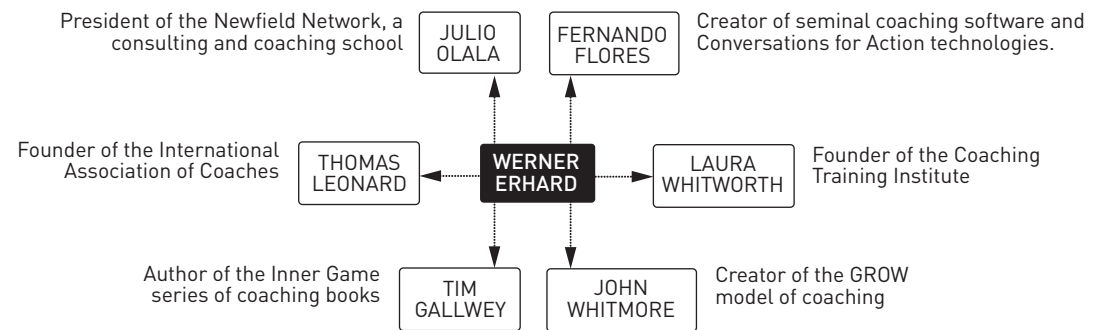 President of the Newfield Network, a
consulting and coaching school
JULIO
OLALA
FERNANDO
FLORES
Creator of seminal coaching software and
Conversations for Action technologies.
Founder of the International
Association of Coaches
THOMAS
LEONARD
WERNER
ERHARD
LAURA
WHITWORTH
Founder of the Coaching
Training Institute
Author of the Inner Game
series of coaching books
TIM
GALLWEY
JOHN
WHITMORE
Creator of the GROW
model of coaching